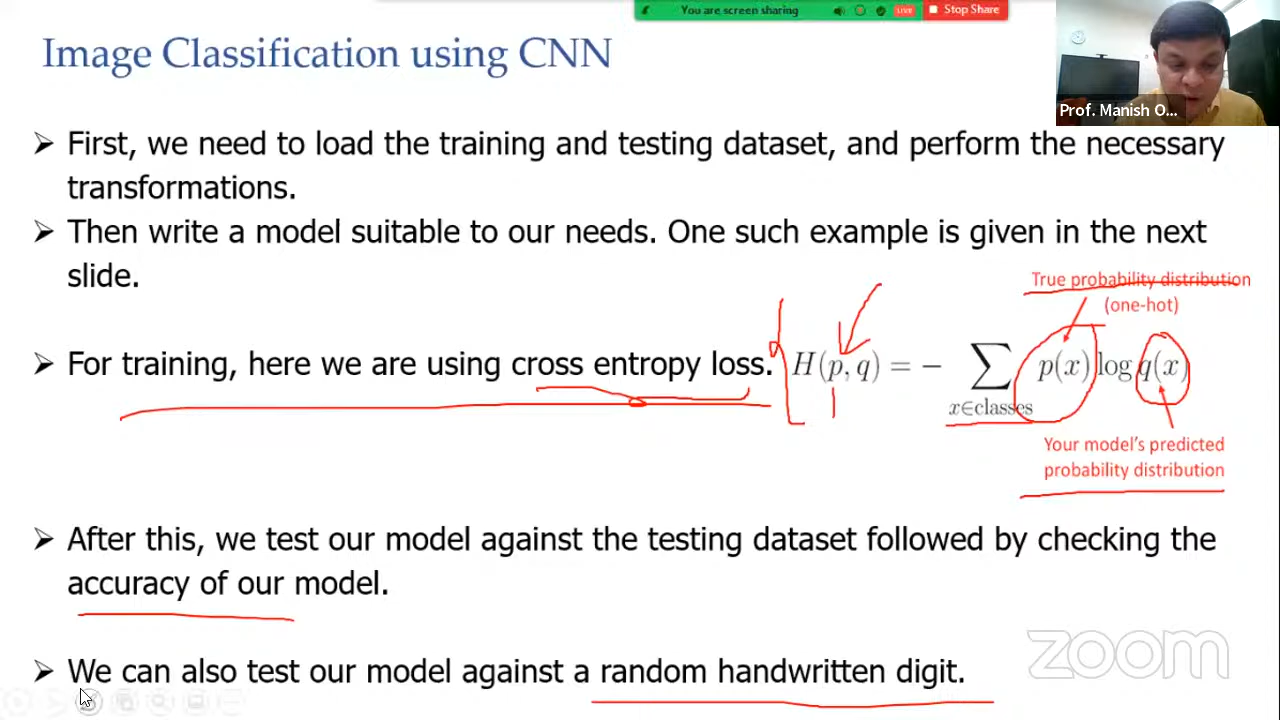 You are screen sharing
LIVE
Stop Share
Image Classification using CNN
Prof. Manish O...
➢ First, we need to load the training and testing dataset, and perform the necessary
transformations.
➢ Then write a model suitable to our needs. One such example is given in the next
slide.
True probability distribution
(one-hot)
➢ For training, here we are using cross entropy loss. H(p, q) = − ∑ p(x) log q(x)
x∈classes
Your model's predicted
probability distribution
➢ After this, we test our model against the testing dataset followed by checking the
accuracy of our model.
➢ We can also test our model against a random handwritten digit.
zoom